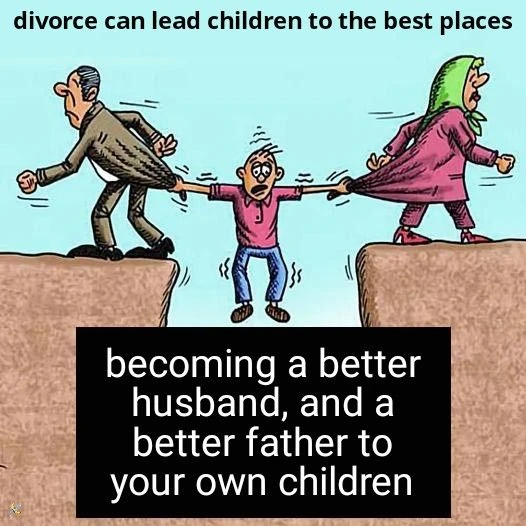 divorce can lead children to the best places
becoming a better
husband, and a
better father to
your own children